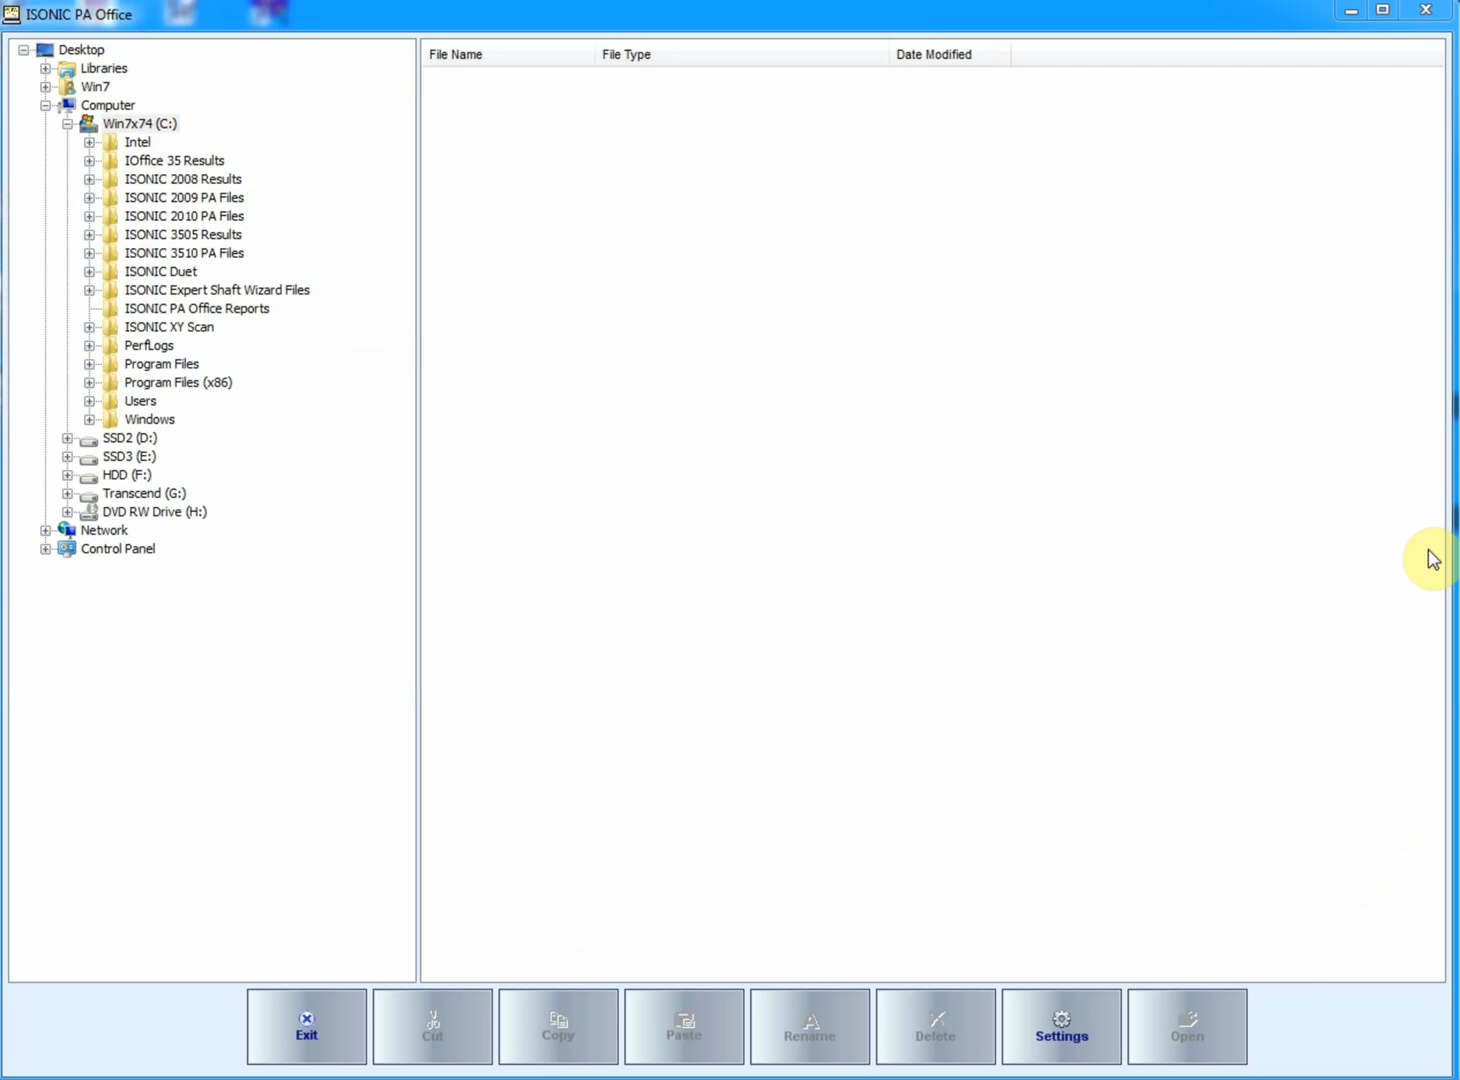 ISONIC PA Office
Desktop
Libraries
Win7
Computer
Win7x74 (C:)
Intel
IOffice 35 Results
ISONIC 2008 Results
ISONIC 2009 PA Files
ISONIC 2010 PA Files
ISONIC 3505 Results
ISONIC 3510 PA Files
ISONIC Duet
ISONIC Expert Shaft Wizard Files
ISONIC PA Office Reports
ISONIC XY Scan
PerfLogs
Program Files
Program Files (x86)
Users
Windows
SSD2 (D:)
SSD3 (E:)
HDD (F:)
Transcend (G:)
DVD RW Drive (H:)
Network
Control Panel
File Name File Type Date Modified
Exit Cut Copy Paste Rename Delete Settings Open